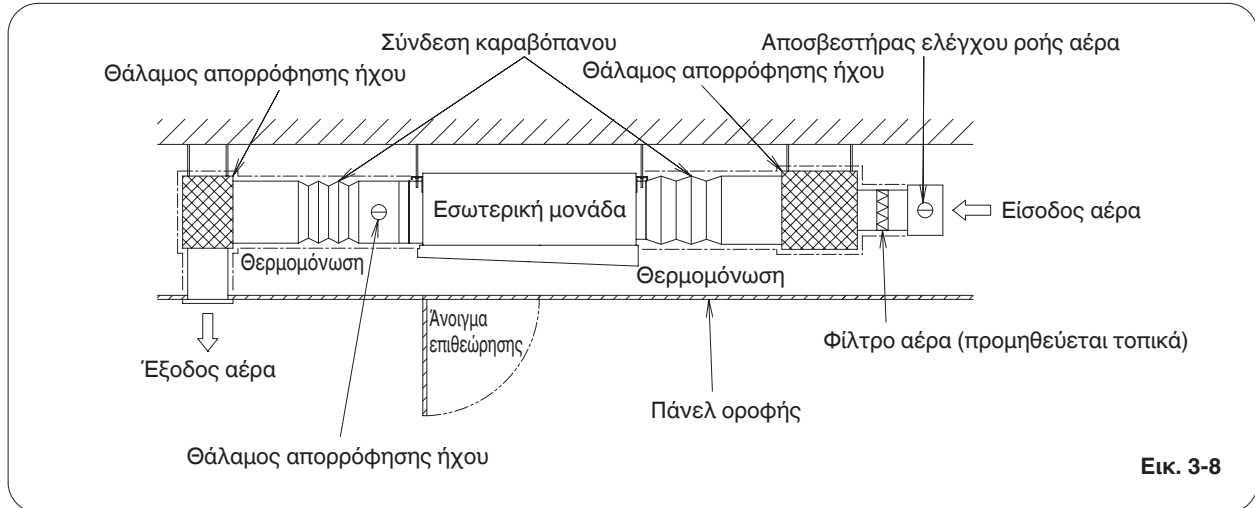 Σύνδεση καραβόπανου
Αποσβεστήρας ελέγχου ροής αέρα
Θάλαμος απορρόφησης ήχου
Θάλαμος απορρόφησης ήχου
Εσωτερική μονάδα
Είσοδος αέρα
Θερμομόνωση
Θερμομόνωση
Άνοιγμα
επιθεώρησης
Φίλτρο αέρα (προμηθεύεται τοπικά)
Έξοδος αέρα
Πάνελ οροφής
Θάλαμος απορρόφησης ήχου
Εικ. 3-8